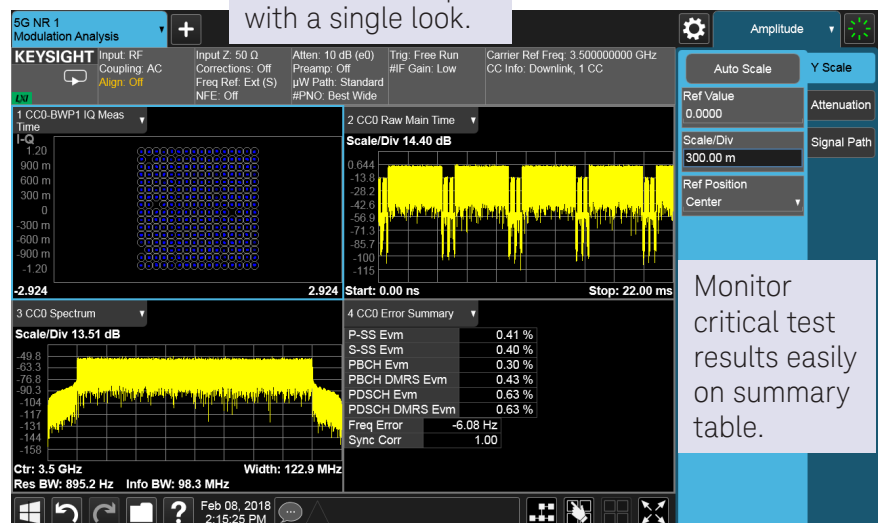 with a single look.
5G NR 1
Modulation Analysis
Amplitude
KEYSIGHT
LXI
Input: RF
Coupling: AC
Align: Off
Input Z: 50 Ω
Corrections: Off
Freq Ref: Ext (S)
NFE: Off
Atten: 10 dB (e0)
Preamp: Off
µW Path: Standard
#PNO: Best Wide
Trig: Free Run
#IF Gain: Low
Carrier Ref Freq: 3.500000000 GHz
CC Info: Downlink, 1 CC
Auto Scale
Ref Value
0.0000
Scale/Div
300.00 m
Ref Position
Center
Y Scale
Attenuation
Signal Path
1 CC0-BWP1 IQ Meas
Time
I-Q
1.20
900 m
600 m
300 m
0
-300 m
-600 m
-900 m
-1.20
-2.924
2.924
2 CC0 Raw Main Time
Scale/Div 14.40 dB
0.644
-13.8
-28.2
-42.6
-56.9
-71.3
-85.7
-100
-115
Start: 0.00 ns
Stop: 22.00 ms
3 CC0 Spectrum
Scale/Div 13.51 dB
-49.8
-63.3
-76.8
-90.3
-104
-117
-131
-144
-158
Ctr: 3.5 GHz
Width: 122.9 MHz
Res BW: 895.2 Hz Info BW: 98.3 MHz
4 CC0 Error Summary
P-SS Evm 0.41 %
S-SS Evm 0.40 %
PBCH Evm 0.30 %
PBCH DMRS Evm 0.43 %
PDSCH Evm 0.63 %
PDSCH DMRS Evm 0.63 %
Freq Error -6.08 Hz
Sync Corr 1.00
Monitor
critical test
results easily
on summary
table.
?
Feb 08, 2018
2:15:25 PM